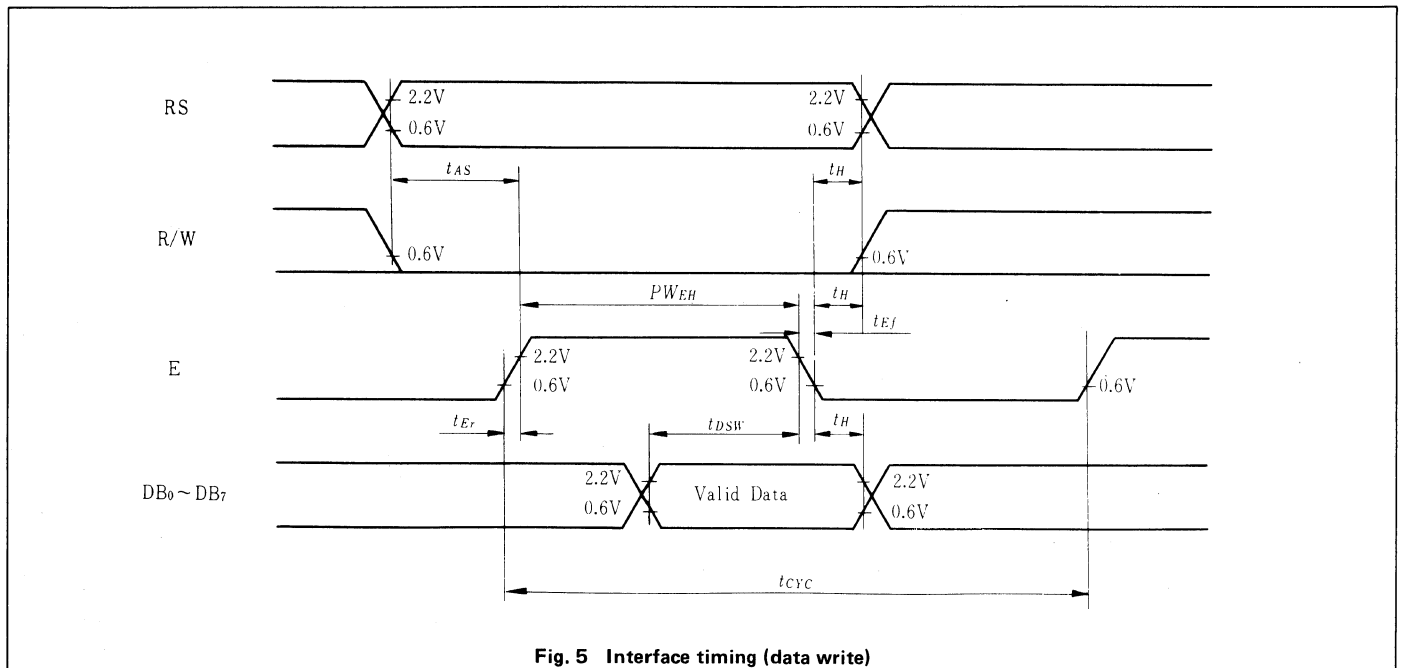 RS
2.2V
0.6V
2.2V
0.6V
tAS
tH
R/W
0.6V
0.6V
PWEH
tH
tEf
E
2.2V
0.6V
2.2V
0.6V
0.6V
tEr
tDSW
tH
DB0~DB7
2.2V
0.6V
Valid Data
2.2V
0.6V
tCYC
Fig. 5 Interface timing (data write)